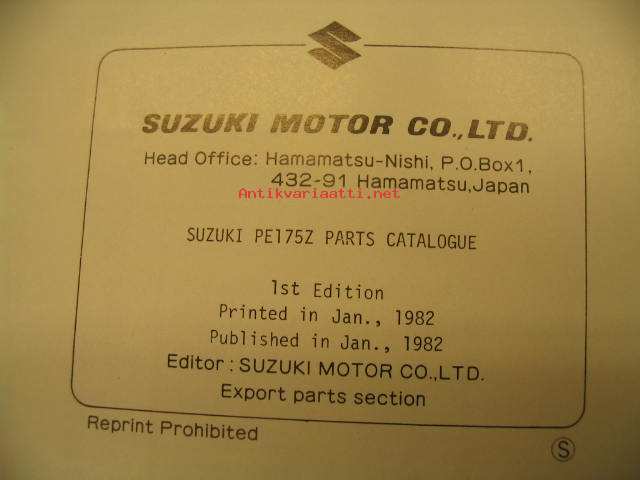 SUZUKI MOTOR CO.,LTD.
Head Office: Hamamatsu-Nishi, P.O.Box1,
432-91 Hamamatsu,Japan
Antikvariaatti.net
SUZUKI PE175Z PARTS CATALOGUE
1st Edition
Printed in Jan., 1982
Published in Jan., 1982
Editor : SUZUKI MOTOR CO.,LTD.
Export parts section
Reprint Prohibited
S